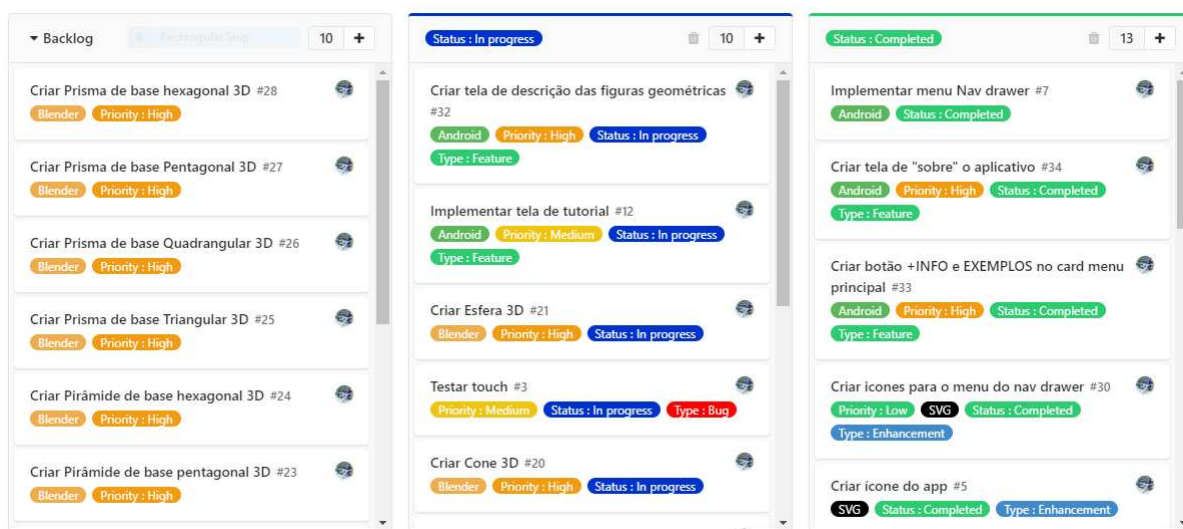 Backlog
Rectangular Snip
10 +
Criar Prisma de base hexagonal 3D #28
Blender Priority : High
Criar Prisma de base Pentagonal 3D #27
Blender Priority : High
Criar Prisma de base Quadrangular 3D #26
Blender Priority : High
Criar Prisma de base Triangular 3D #25
Blender Priority : High
Criar Pirâmide de base hexagonal 3D #24
Blender Priority : High
Criar Pirâmide de base pentagonal 3D #23
Blender Priority : High
Status : In progress
10 +
Criar tela de descrição das figuras geométricas
#32
Android Priority : High Status : In progress
Type : Feature
Implementar tela de tutorial #12
Android Priority : Medium Status : In progress
Type : Feature
Criar Esfera 3D #21
Blender Priority : High Status : In progress
Testar touch #3
Priority : Medium Status : In progress Type : Bug
Criar Cone 3D #20
Blender Priority : High Status : In progress
Status : Completed
13 +
Implementar menu Nav drawer #7
Android Status : Completed
Criar tela de "sobre" o aplicativo #34
Android Priority : High Status : Completed
Type : Feature
Criar botão +INFO e EXEMPLOS no card menu
principal #33
Android Priority : High Status : Completed
Type : Feature
Criar icones para o menu do nav drawer #30
Priority : Low SVG Status : Completed
Type : Enhancement
Criar ícone do app #5
SVG Status : Completed Type : Enhancement